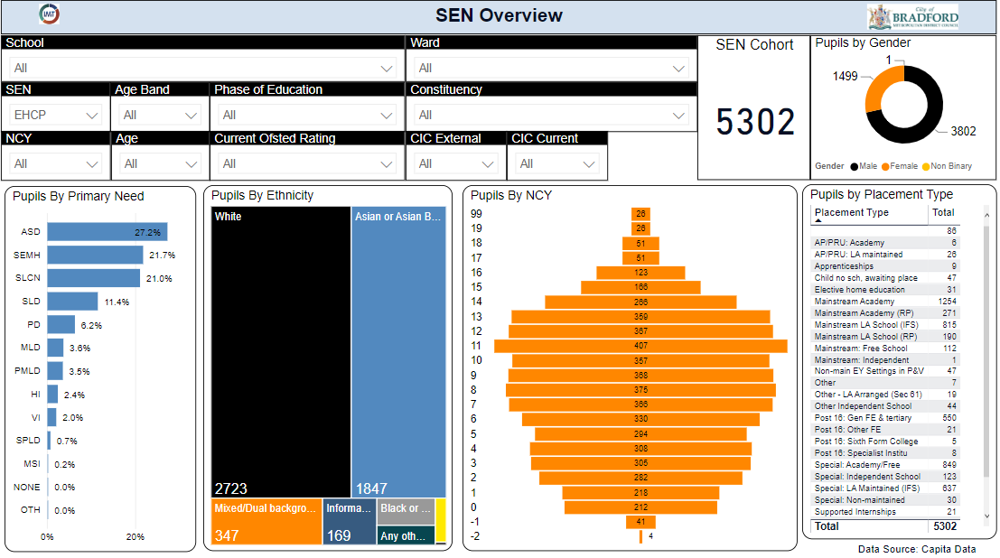 LMT
SEN Overview
City of
BRADFORD
METROPOLITAN DISTRICT COUNCIL
School
All
Ward
All
SEN
EHCP
Age Band
All
Phase of Education
All
Constituency
All
NCY
All
Age
All
Current Ofsted Rating
All
CIC External
All
CIC Current
All
SEN Cohort
5302
Pupils by Gender
1
1499
3802
Gender Male Female Non Binary
Pupils By Primary Need
ASD 27.2%
SEMH 21.7%
SLCN 21.0%
SLD 11.4%
PD 6.2%
MLD 3.6%
PMLD 3.5%
HI 2.4%
VI 2.0%
SPLD 0.7%
MSI 0.2%
NONE 0.0%
OTH 0.0%
0% 20%
Pupils By Ethnicity
White
2723
Asian or Asian B...
1847
Mixed/Dual backgro...
347
Informa...
169
Black or ...
Any oth...
Pupils By NCY
99 26
19 26
18 51
17 51
16 123
15 166
14 266
13 359
12 367
11 407
10 357
9 368
8 375
7 366
6 330
5 294
4 308
3 305
2 282
1 218
0 212
-1 41
-2 4
Pupils by Placement Type
Placement Type Total
86
AP/PRU: Academy 6
AP/PRU: LA maintained 26
Apprenticeships 9
Child no sch, awaiting place 47
Elective home education 31
Mainstream Academy 1254
Mainstream Academy (RP) 271
Mainstream LA School (IFS) 815
Mainstream LA School (RP) 190
Mainstream: Free School 112
Mainstream: Independent 1
Non-main EY Settings in P&V 47
Other 7
Other - LA Arranged (Sec 61) 19
Other Independent School 44
Post 16: Gen FE & tertiary 550
Post 16: Other FE 21
Post 16: Sixth Form College 5
Post 16: Specialist Institu 8
Special: Academy/Free 849
Special: Independent School 123
Special: LA Maintained (IFS) 637
Special: Non-maintained 30
Supported Internships 21
Total 5302
Data Source: Capita Data